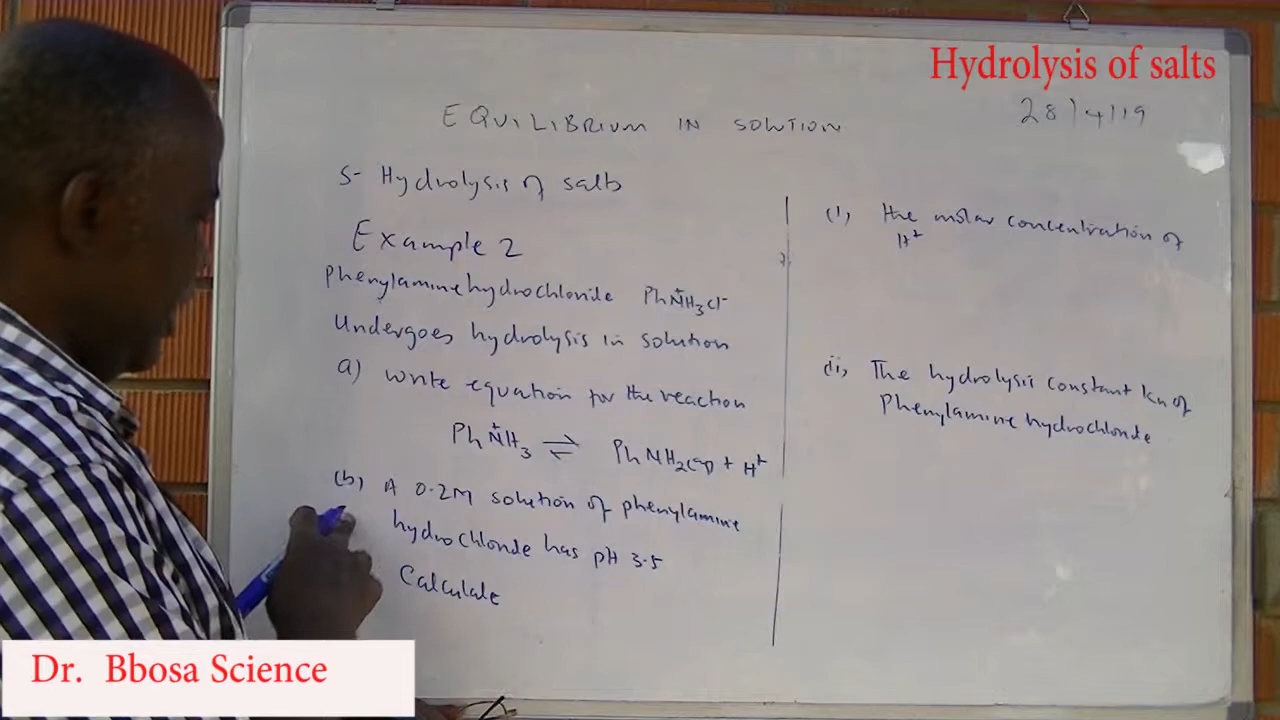 Hydrolysis of salts
28/4/19
EQUILIBRIUM IN SOLUTION
5- Hydrolysis of salts
Example 2
Phenylamine hydrochloride PhN⁺H₃Cl⁻
Undergoes hydrolysis in solution
a) write equation for the reaction
PhN⁺H₃ ⇌ PhNH₂(aq) + H⁺
(b) A 0.2M solution of phenylamine
hydrochloride has pH 3.5
Calculate
(i) the molar concentration of
H⁺
(ii) The hydrolysis constant Kh of
Phenylamine hydrochloride
Dr. Bbosa Science